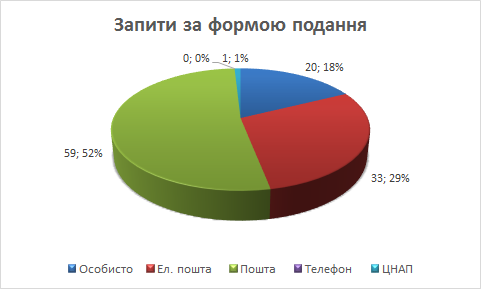 Запити за формою подання
0; 0%
1; 1%
20; 18%
59; 52%
33; 29%
Особисто
Ел. пошта
Пошта
Телефон
ЦНАП